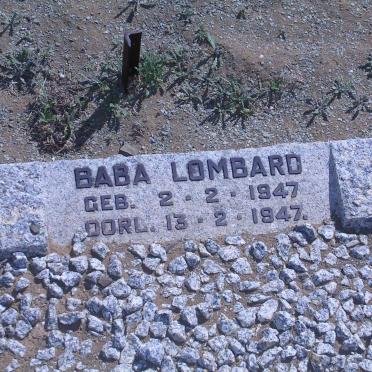 BABA LOMBARD
GEB. 2 · 2 · 1947
OORL. 13 · 2 · 1947.